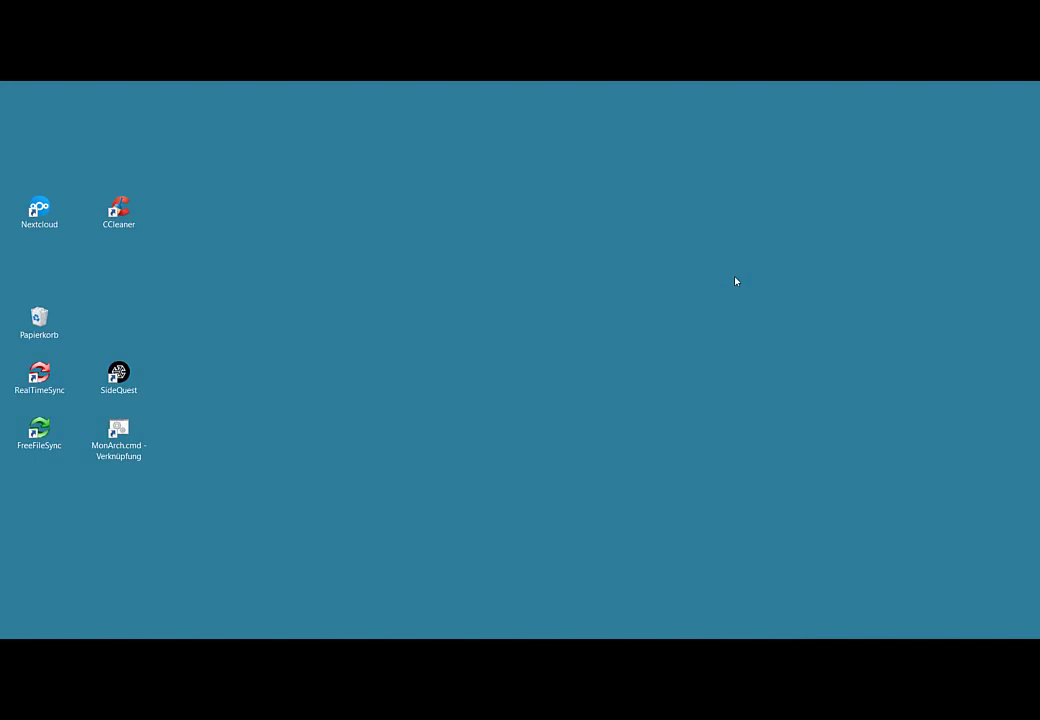 Nextcloud
CCleaner
Papierkorb
RealTimeSync
SideQuest
FreeFileSync
MonArch.cmd -
Verknüpfung